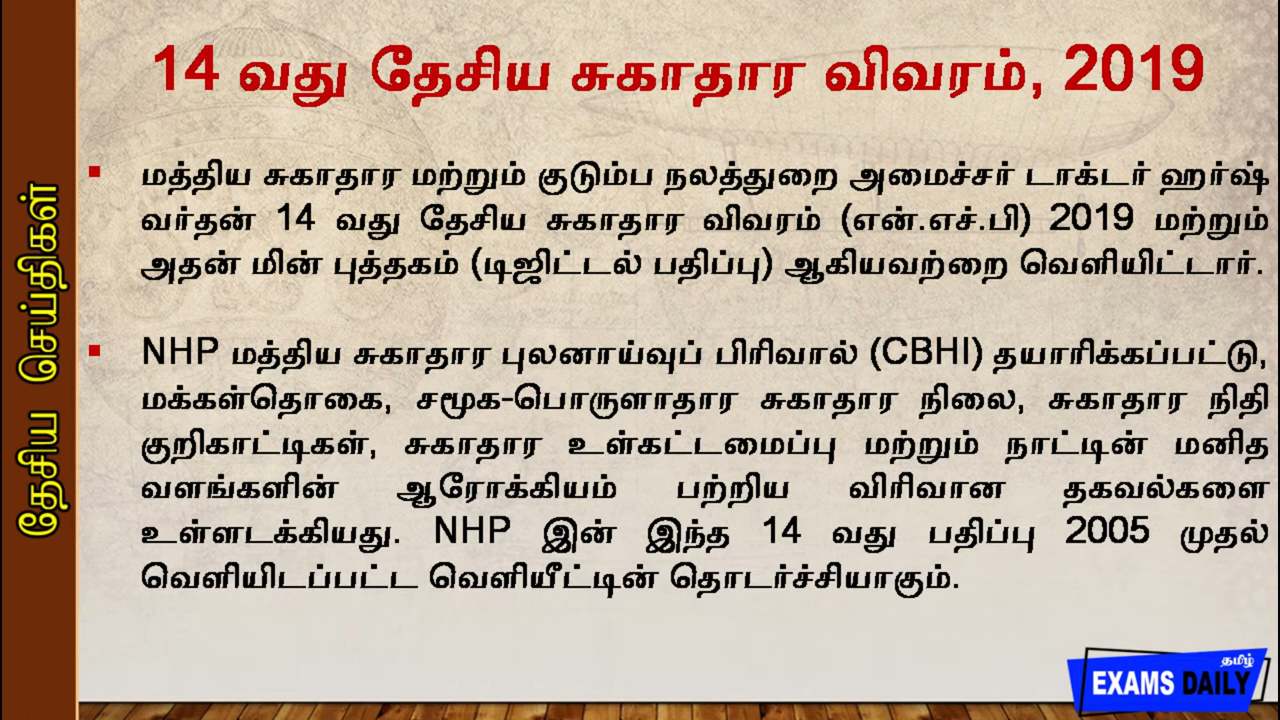 14 வது தேசிய சுகாதார விவரம், 2019
தேசிய செய்திகள்
▪ மத்திய சுகாதார மற்றும் குடும்ப நலத்துறை அமைச்சர் டாக்டர் ஹர்ஷ்
வர்தன் 14 வது தேசிய சுகாதார விவரம் (என்.எச்.பி) 2019 மற்றும்
அதன் மின் புத்தகம் (டிஜிட்டல் பதிப்பு) ஆகியவற்றை வெளியிட்டார்.
▪ NHP மத்திய சுகாதார புலனாய்வுப் பிரிவால் (CBHI) தயாரிக்கப்பட்டு,
மக்கள்தொகை, சமூக-பொருளாதார சுகாதார நிலை, சுகாதார நிதி
குறிகாட்டிகள், சுகாதார உள்கட்டமைப்பு மற்றும் நாட்டின் மனித
வளங்களின் ஆரோக்கியம் பற்றிய விரிவான தகவல்களை
உள்ளடக்கியது. NHP இன் இந்த 14 வது பதிப்பு 2005 முதல்
வெளியிடப்பட்ட வெளியீட்டின் தொடர்ச்சியாகும்.
தமிழ்
EXAMS DAILY